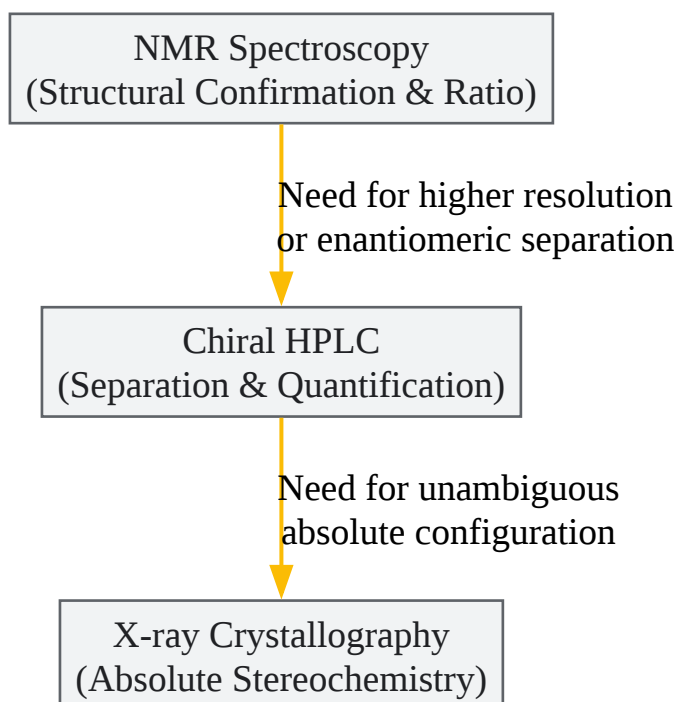 NMR Spectroscopy
(Structural Confirmation & Ratio)
Need for higher resolution
or enantiomeric separation
Chiral HPLC
(Separation & Quantification)
Need for unambiguous
absolute configuration
X-ray Crystallography
(Absolute Stereochemistry)